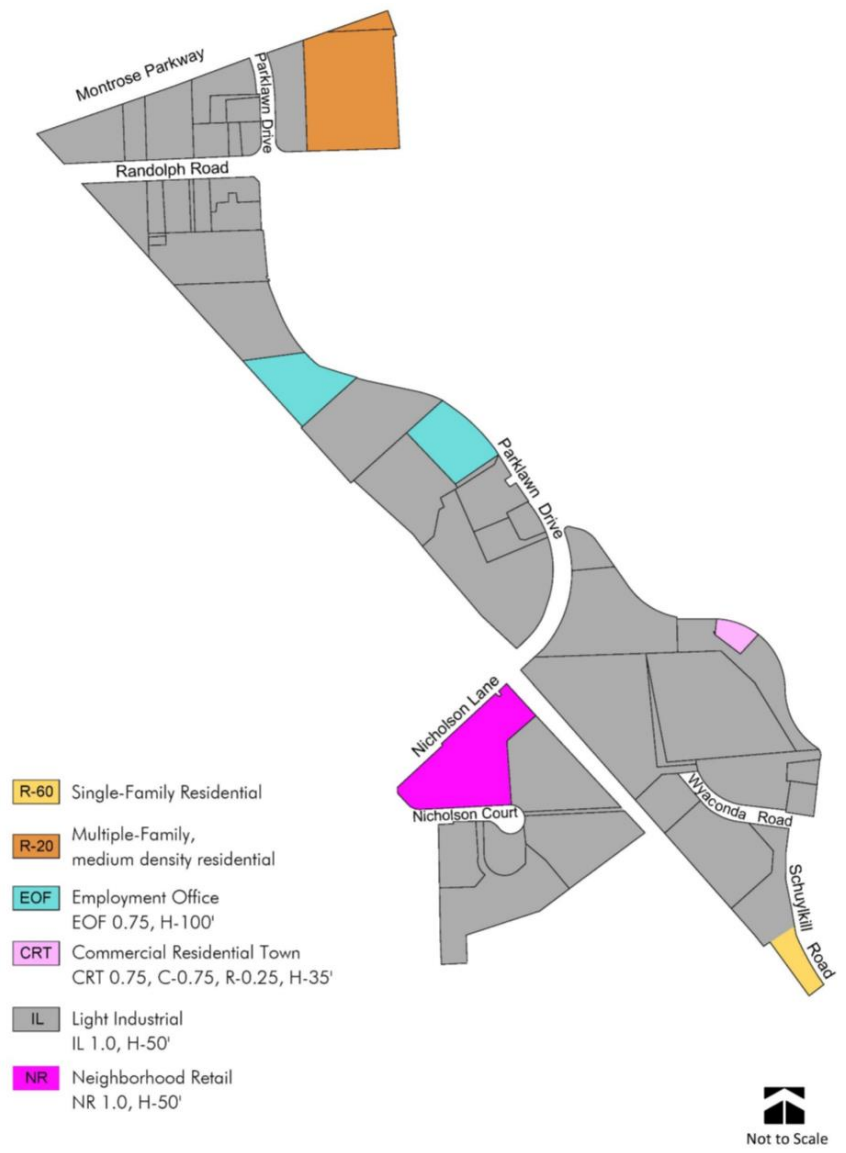 Montrose Parkway
Parklawn Drive
Randolph Road
Parklawn Drive
Nicholson Lane
Nicholson Court
Wyaconda Road
Schuylkill Road
R-60 Single-Family Residential
R-20 Multiple-Family,
medium density residential
EOF Employment Office
EOF 0.75, H-100'
CRT Commercial Residential Town
CRT 0.75, C-0.75, R-0.25, H-35'
IL Light Industrial
IL 1.0, H-50'
NR Neighborhood Retail
NR 1.0, H-50'
Not to Scale